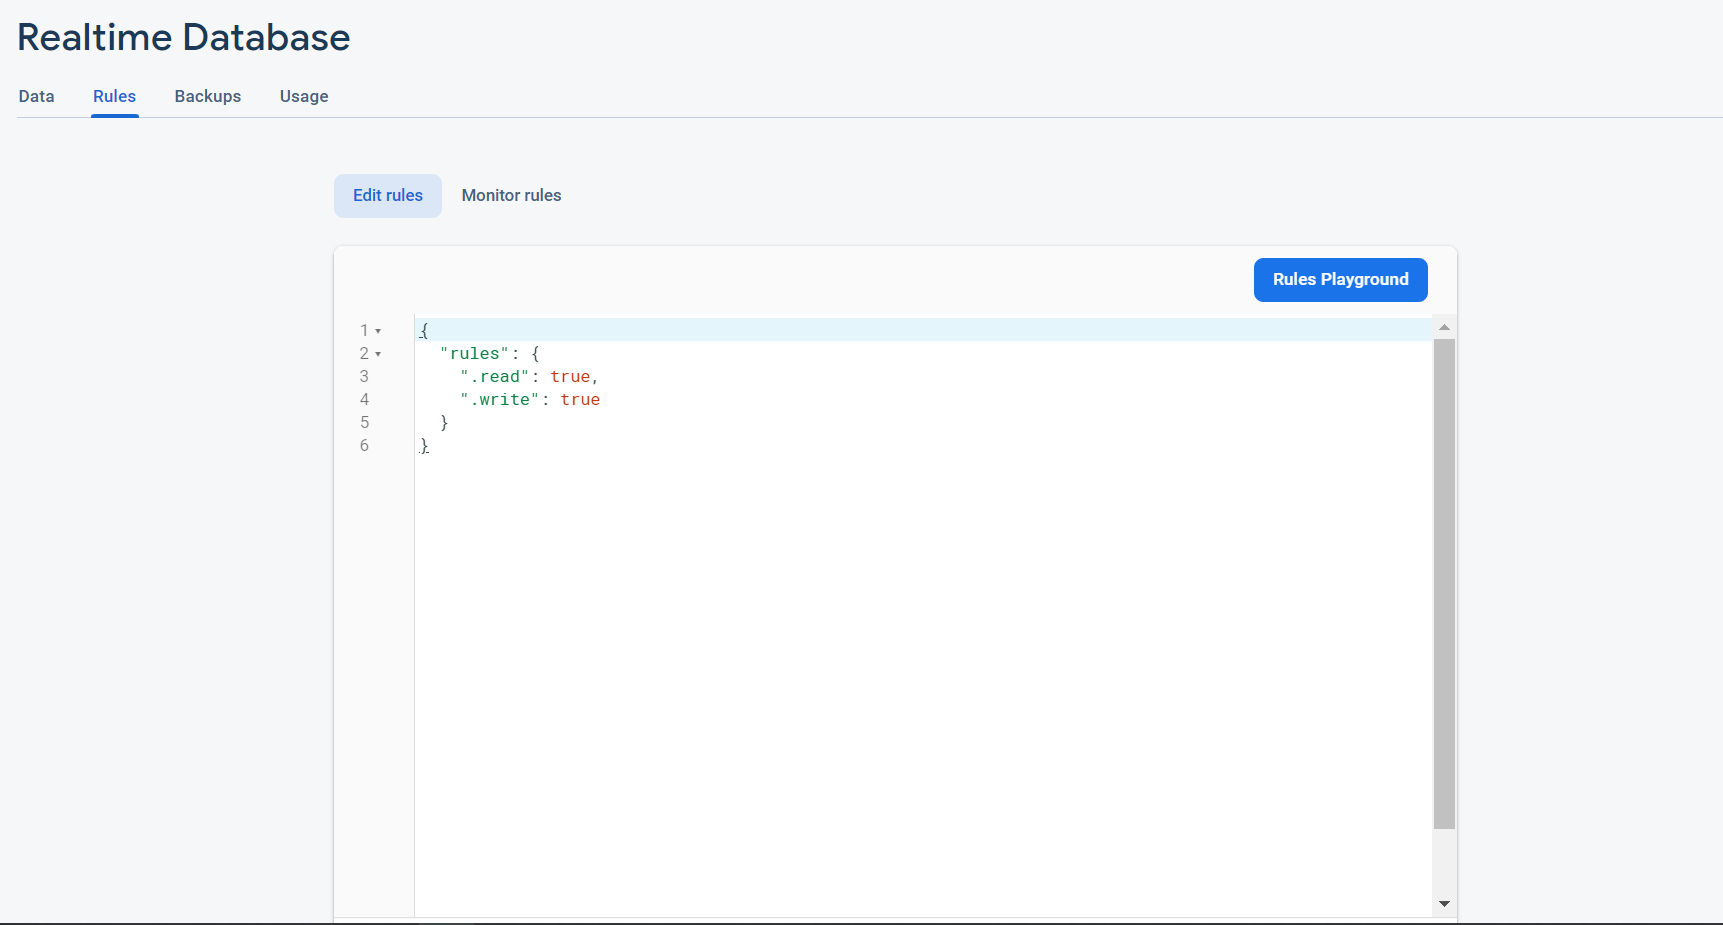 Realtime Database
Data Rules Backups Usage
Edit rules Monitor rules
Rules Playground
1 {
2 "rules": {
3 ".read": true,
4 ".write": true
5 }
6 }